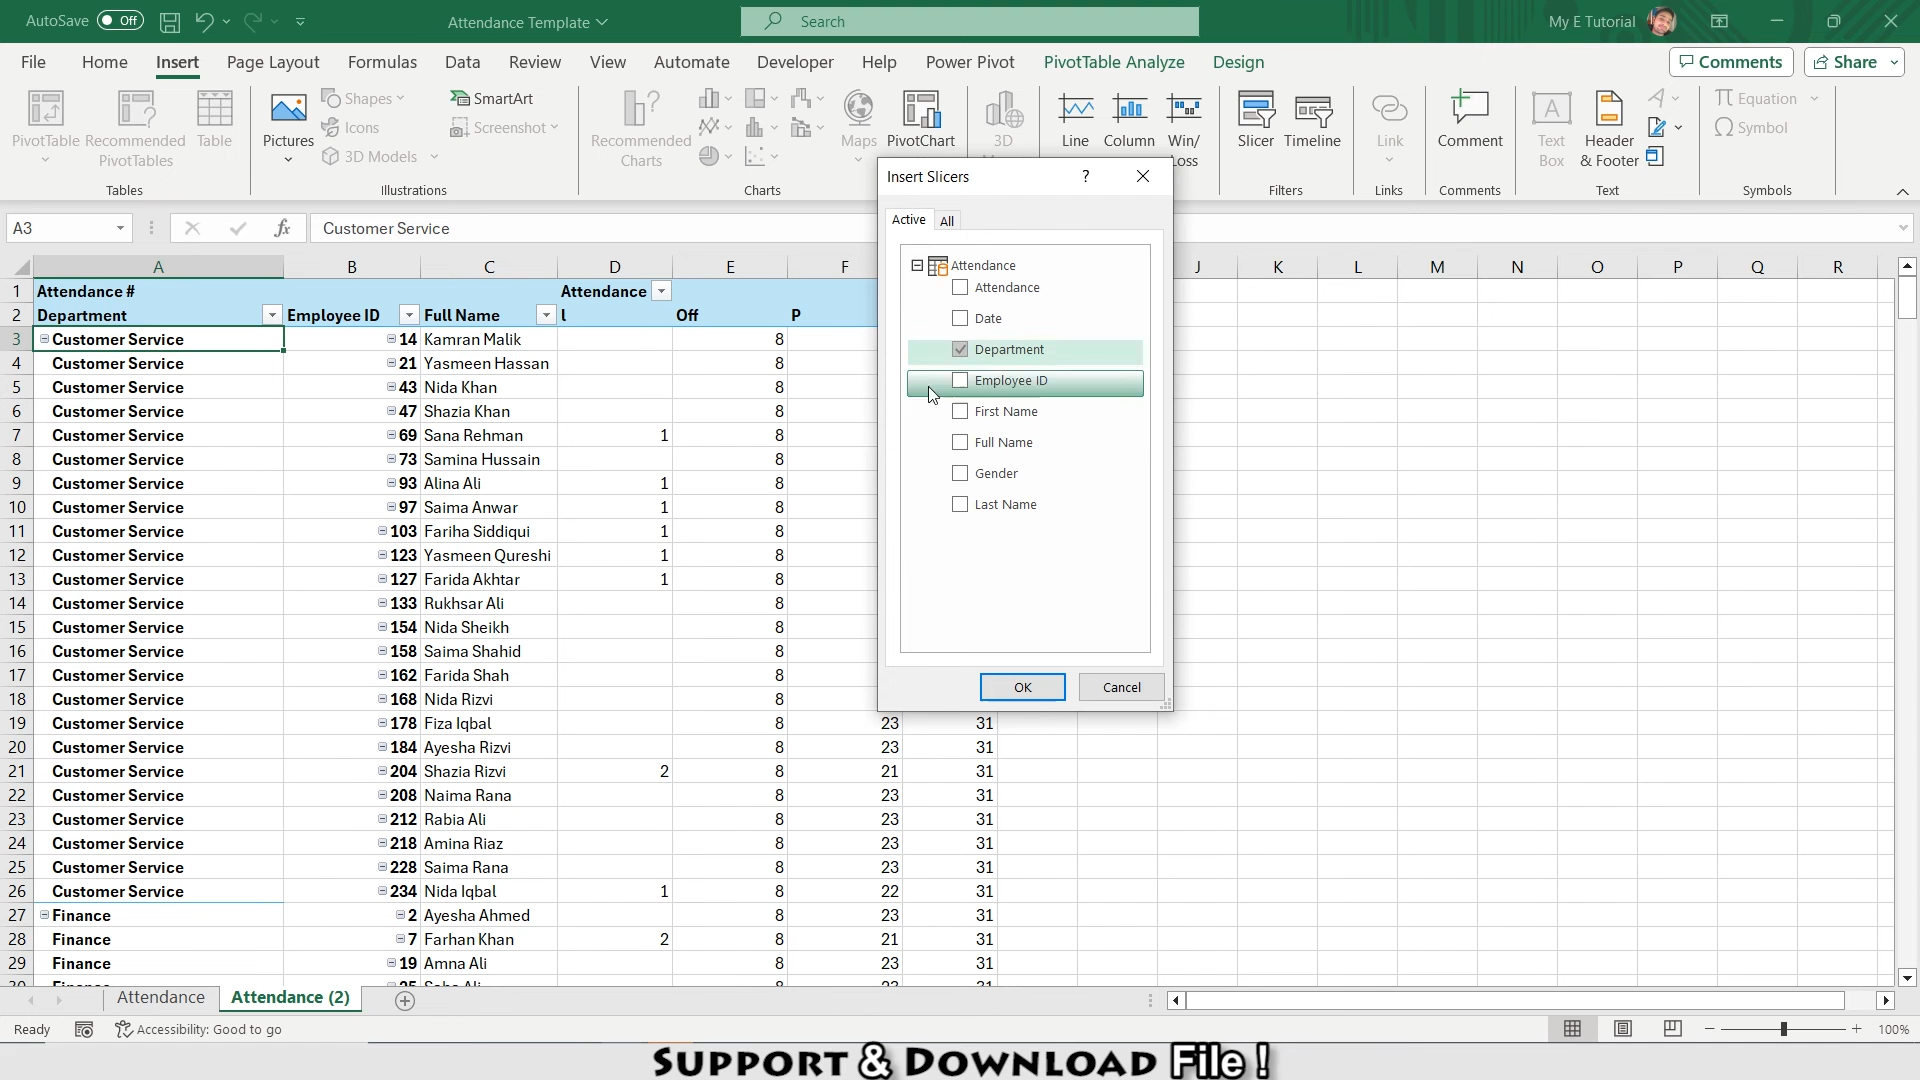 AutoSave Off Attendance Template Search My E Tutorial
File Home Insert Page Layout Formulas Data Review View Automate Developer Help Power Pivot PivotTable Analyze Design Comments Share
PivotTable Recommended PivotTables Table
Tables
Pictures Shapes Icons 3D Models SmartArt Screenshot
Illustrations
Recommended Charts Maps PivotChart
Charts
3D
Line Column Win/
Loss
Slicer Timeline
Filters
Link
Links
Comment
Comments
Text Box Header & Footer
Text
Equation
Symbol
Symbols
A3 fx Customer Service
Insert Slicers ?
Active All
Attendance
Attendance
Date
Department
Employee ID
First Name
Full Name
Gender
Last Name
OK Cancel
A B C D E F J K L M N O P Q R
1 Attendance # Attendance
2 Department Employee ID Full Name l Off P
3 Customer Service 14 Kamran Malik 8
4 Customer Service 21 Yasmeen Hassan 8
5 Customer Service 43 Nida Khan 8
6 Customer Service 47 Shazia Khan 8
7 Customer Service 69 Sana Rehman 1 8
8 Customer Service 73 Samina Hussain 8
9 Customer Service 93 Alina Ali 1 8
10 Customer Service 97 Saima Anwar 1 8
11 Customer Service 103 Fariha Siddiqui 1 8
12 Customer Service 123 Yasmeen Qureshi 1 8
13 Customer Service 127 Farida Akhtar 1 8
14 Customer Service 133 Rukhsar Ali 8
15 Customer Service 154 Nida Sheikh 8
16 Customer Service 158 Saima Shahid 8
17 Customer Service 162 Farida Shah 8
18 Customer Service 168 Nida Rizvi 8
19 Customer Service 178 Fiza Iqbal 8 23 31
20 Customer Service 184 Ayesha Rizvi 8 23 31
21 Customer Service 204 Shazia Rizvi 2 8 21 31
22 Customer Service 208 Naima Rana 8 23 31
23 Customer Service 212 Rabia Ali 8 23 31
24 Customer Service 218 Amina Riaz 8 23 31
25 Customer Service 228 Saima Rana 8 23 31
26 Customer Service 234 Nida Iqbal 1 8 22 31
27 Finance 2 Ayesha Ahmed 8 23 31
28 Finance 7 Farhan Khan 2 8 21 31
29 Finance 19 Amna Ali 8 23 31
Attendance Attendance (2)
Ready Accessibility: Good to go 100%
Support & Download File !